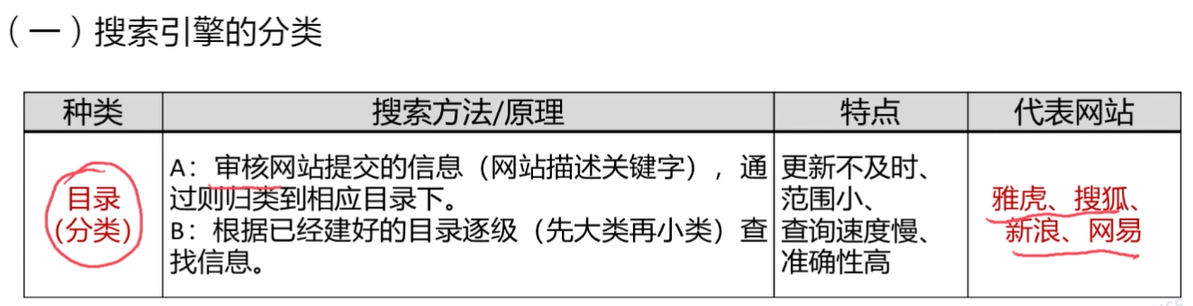 （一）搜索引擎的分类
种类 搜索方法/原理 特点 代表网站
目录
(分类)
A：审核网站提交的信息（网站描述关键字），通
过则归类到相应目录下。
B：根据已经建好的目录逐级（先大类再小类）查
找信息。
更新不及时、
范围小、
查询速度慢、
准确性高
雅虎、搜狐、
新浪、网易